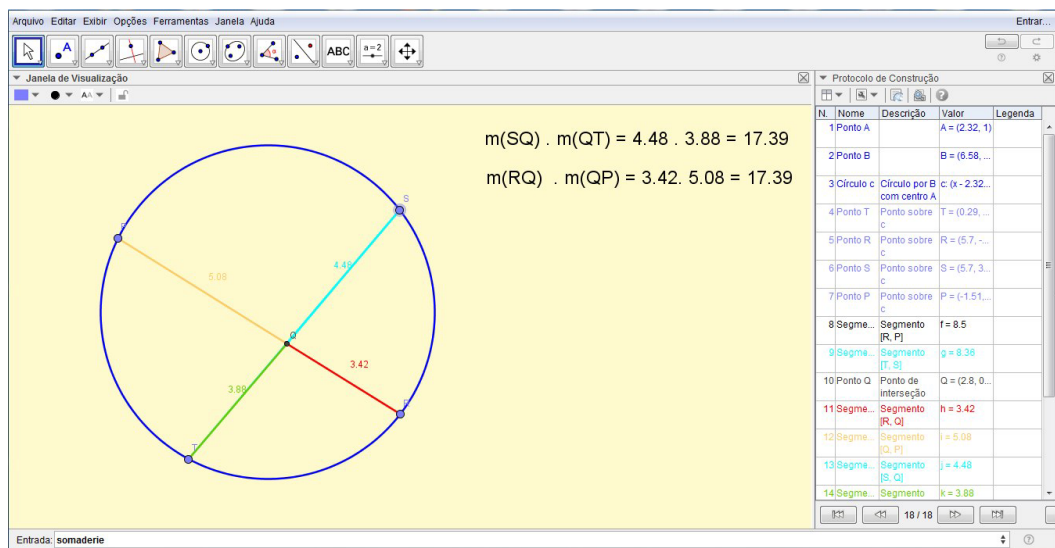 Arquivo Editar Exibir Opções Ferramentas Janela Ajuda
Entrar...
A
ABC
a=2
Janela de Visualização
AA
m(SQ) . m(QT) = 4.48 . 3.88 = 17.39
m(RQ) . m(QP) = 3.42. 5.08 = 17.39
S
5.08
4.48
Q
3.42
3.88
T
Protocolo de Construção
N. Nome Descrição Valor Legenda
1 Ponto A A = (2.32, 1)
2 Ponto B B = (6.58, ...
3 Círculo c Círculo por B c: (x - 2.32...
com centro A
4 Ponto T Ponto sobre T = (0.29, ...
c
5 Ponto R Ponto sobre R = (5.7, -...
c
6 Ponto S Ponto sobre S = (5.7, 3...
c
7 Ponto P Ponto sobre P = (-1.51,...
c
8 Segme... Segmento f = 8.5
[R, P]
9 Segme... Segmento g = 8.36
[T, S]
10 Ponto Q Ponto de Q = (2.8, 0...
interseção
11 Segme... Segmento h = 3.42
[R, Q]
12 Segme... Segmento i = 5.08
[Q, P]
13 Segme... Segmento j = 4.48
[S, Q]
14 Segme... Segmento k = 3.88
18 / 18
Entrada: somaderie